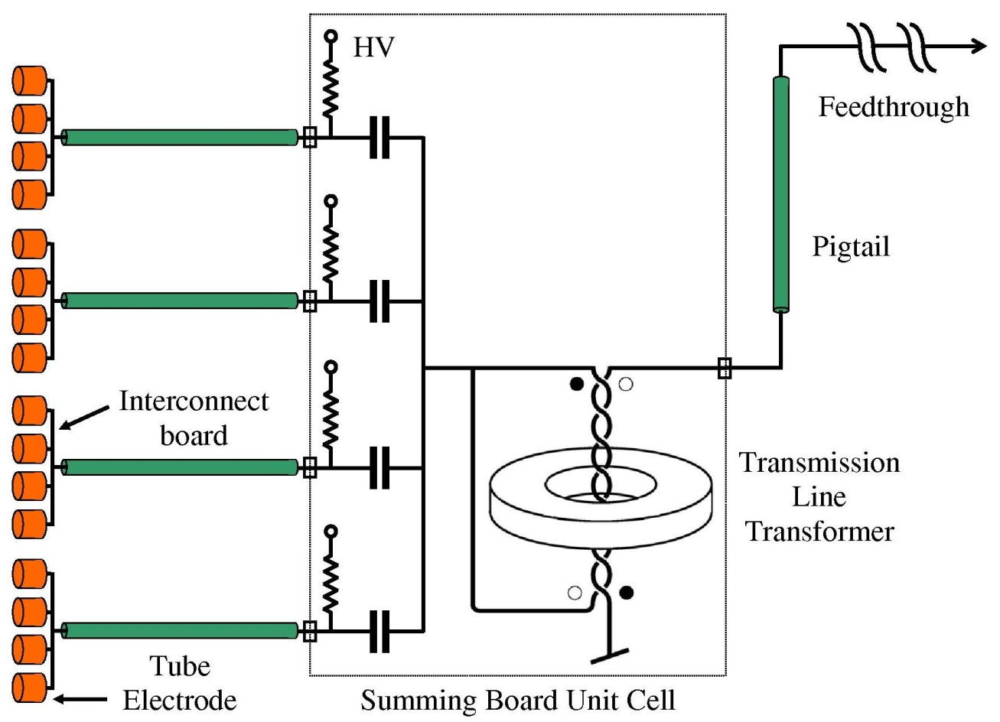 HV
Feedthrough
Pigtail
Interconnect
board
Transmission
Line
Transformer
Tube
Electrode
Summing Board Unit Cell